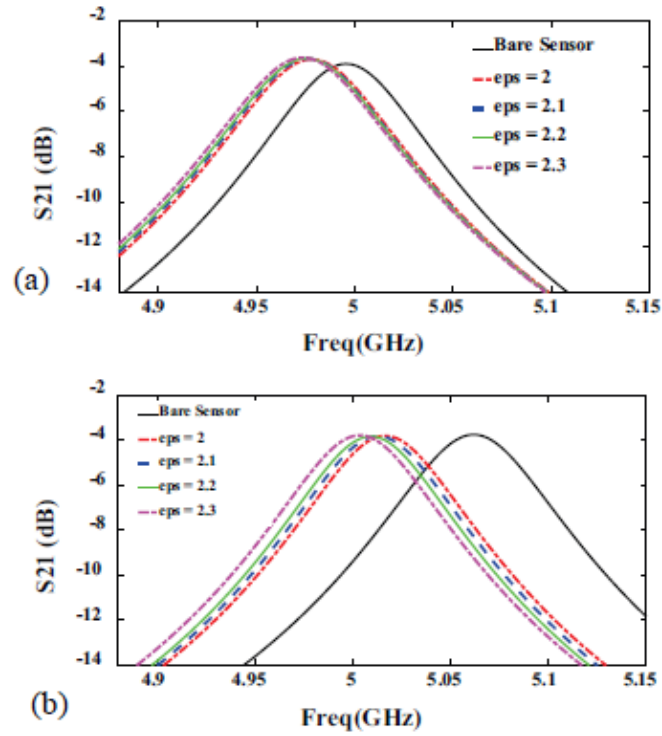 -2
-4
-6
-8
-10
-12
-14
S21 (dB)
Bare Sensor
eps = 2
eps = 2.1
eps = 2.2
eps = 2.3
(a)
4.9 4.95 5 5.05 5.1 5.15
Freq(GHz)
-2
-4
-6
-8
-10
-12
-14
S21 (dB)
Bare Sensor
eps = 2
eps = 2.1
eps = 2.2
eps = 2.3
4.9 4.95 5 5.05 5.1 5.15
(b)
Freq(GHz)